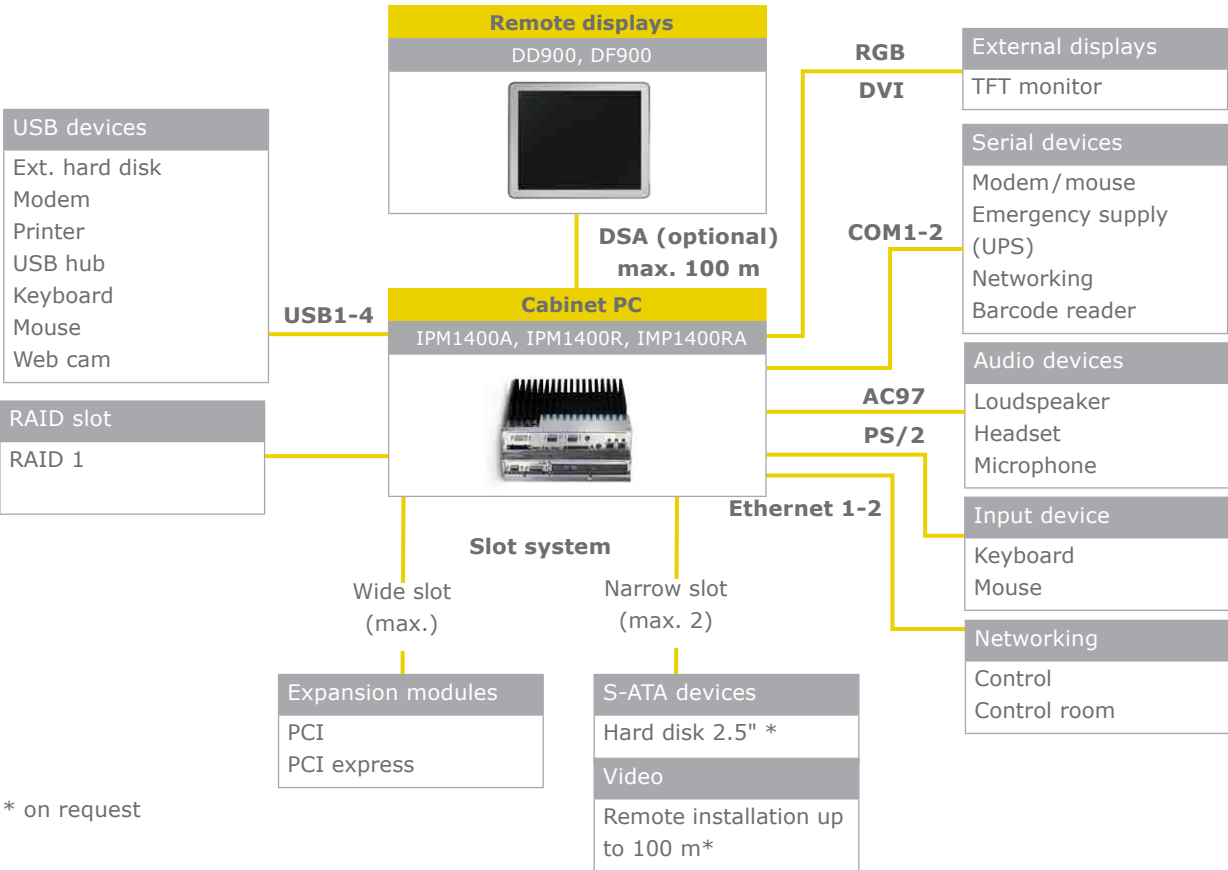 Remote displays
DD900, DF900
RGB
DVI
External displays
TFT monitor
USB devices
Ext. hard disk
Modem
Printer
USB hub
Keyboard
Mouse
Web cam
Serial devices
Modem/mouse
Emergency supply
(UPS)
Networking
Barcode reader
DSA (optional)
max. 100 m
COM1-2
USB1-4
Cabinet PC
IPM1400A, IPM1400R, IMP1400RA
Audio devices
Loudspeaker
Headset
Microphone
AC97
PS/2
RAID slot
RAID 1
Ethernet 1-2
Input device
Keyboard
Mouse
Slot system
Wide slot
(max.)
Narrow slot
(max. 2)
Networking
Control
Control room
Expansion modules
PCI
PCI express
S-ATA devices
Hard disk 2.5" *
Video
Remote installation up
to 100 m*
* on request